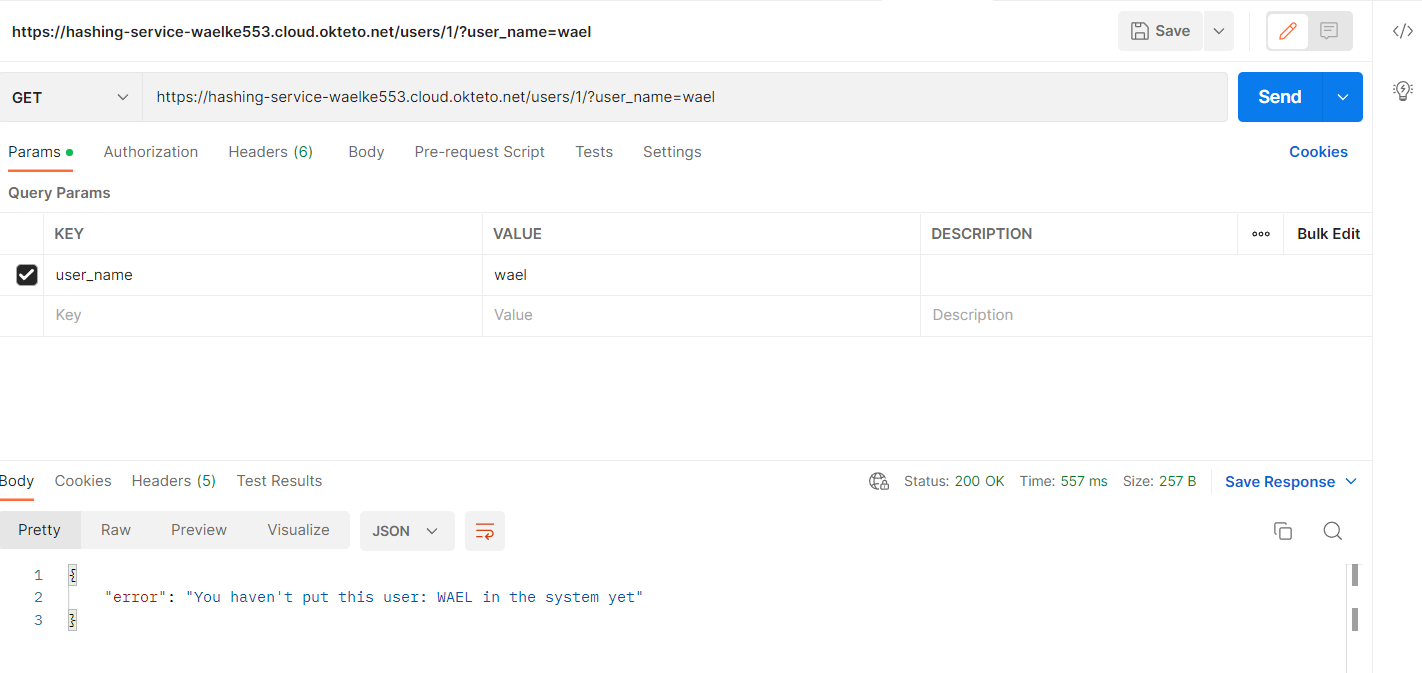 https://hashing-service-waelke553.cloud.okteto.net/users/1/?user_name=wael
Save
</>
GET
https://hashing-service-waelke553.cloud.okteto.net/users/1/?user_name=wael
Send
Params
Authorization
Headers (6)
Body
Pre-request Script
Tests
Settings
Cookies
Query Params
KEY
VALUE
DESCRIPTION
Bulk Edit
user_name
wael
Key
Value
Description
Body
Cookies
Headers (5)
Test Results
Status: 200 OK
Time: 557 ms
Size: 257 B
Save Response
Pretty
Raw
Preview
Visualize
JSON
1 {
2 "error": "You haven't put this user: WAEL in the system yet"
3 }